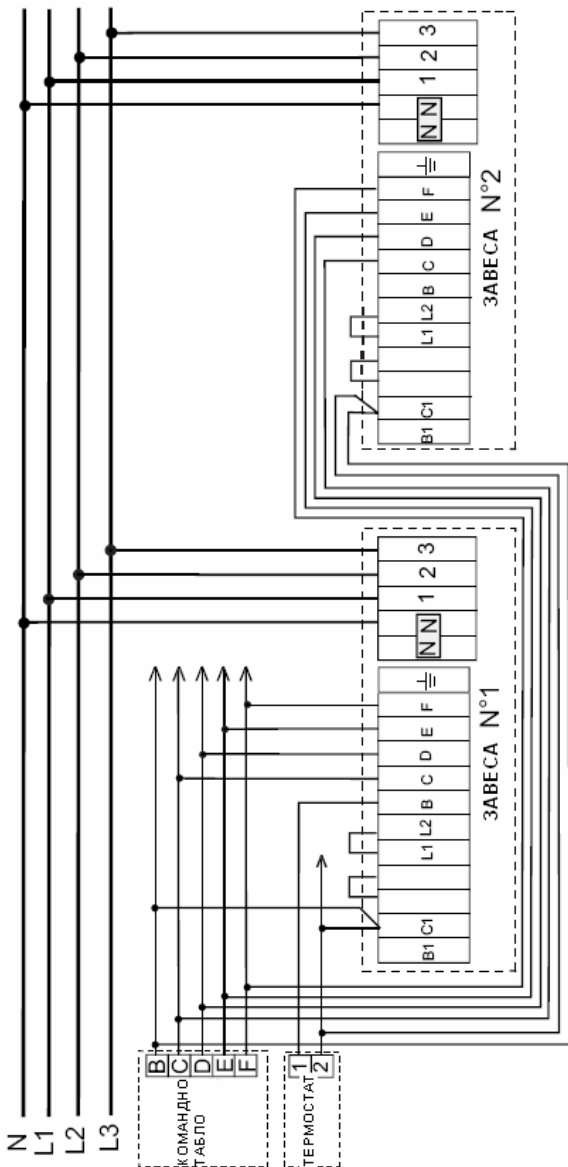 N
L1
L2
L3
КОМАНДНО
ТАБЛО
B
C
D
E
F
ТЕРМОСТАТ
1
2
B1 C1 L1 L2 B C D E F
N N 1 2 3
ЗАВЕСА N°1
B1 C1 L1 L2 B C D E F
N N 1 2 3
ЗАВЕСА N°2